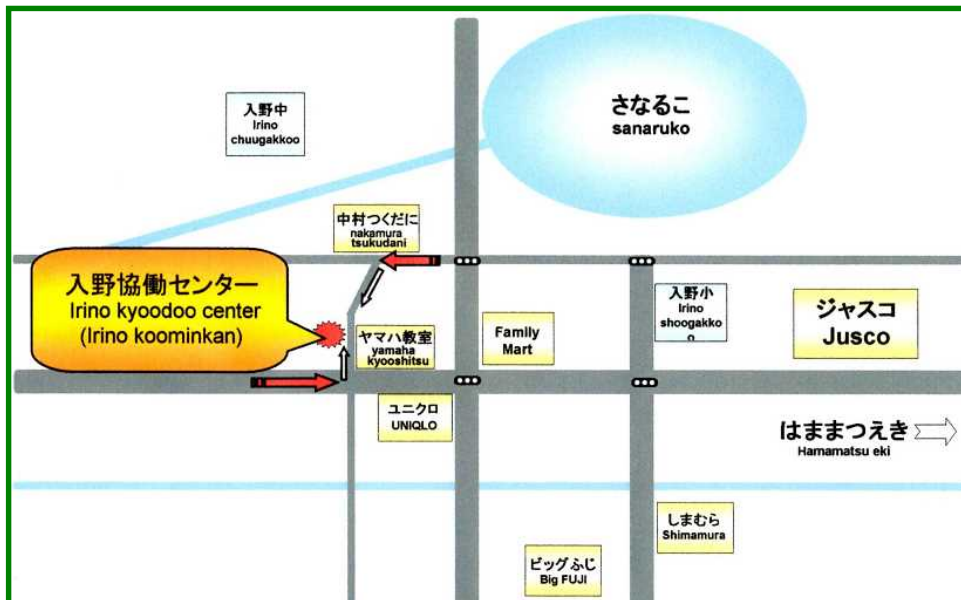 さなるこ
sanaruko
入野中
Irino
chuugakkoo
中村つくだに
nakamura
tsukudani
入野協働センター
Irino kyoodoo center
(Irino koominkan)
ヤマハ教室
yamaha
kyooshitsu
Family
Mart
入野小
Irino
shoogakko
o
ジャスコ
Jusco
ユニクロ
UNIQLO
はままつえき
Hamamatsu eki
しまむら
Shimamura
ビッグふじ
Big FUJI